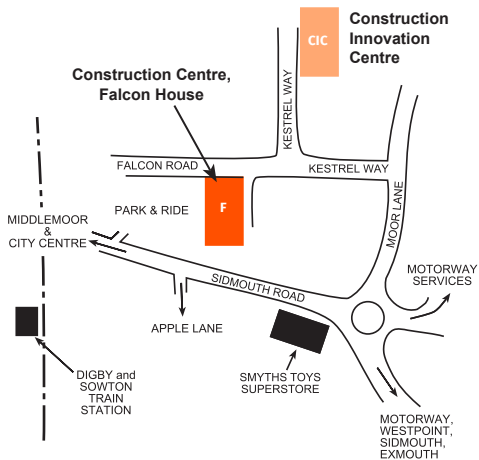 CIC
Construction
Innovation
Centre
Construction Centre,
Falcon House
KESTREL WAY
FALCON ROAD
KESTREL WAY
F
PARK & RIDE
MOOR LANE
MIDDLEMOOR
&
CITY CENTRE
SIDMOUTH ROAD
MOTORWAY
SERVICES
APPLE LANE
DIGBY and
SOWTON
TRAIN
STATION
SMYTHS TOYS
SUPERSTORE
MOTORWAY,
WESTPOINT,
SIDMOUTH,
EXMOUTH